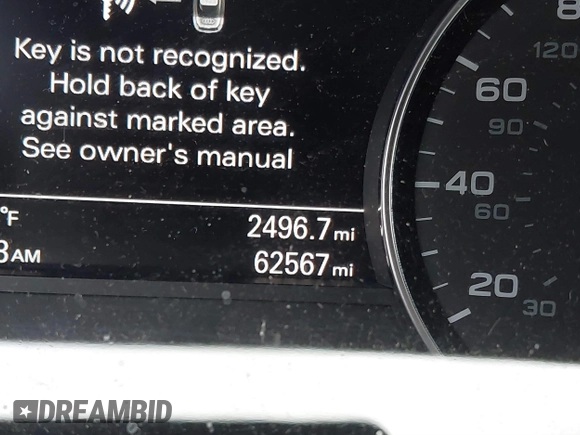 Key is not recognized.
Hold back of key
against marked area.
See owner's manual
°F
2496.7 mi
AM
62567 mi
120
60
90
40
60
20
30
DREAMBID